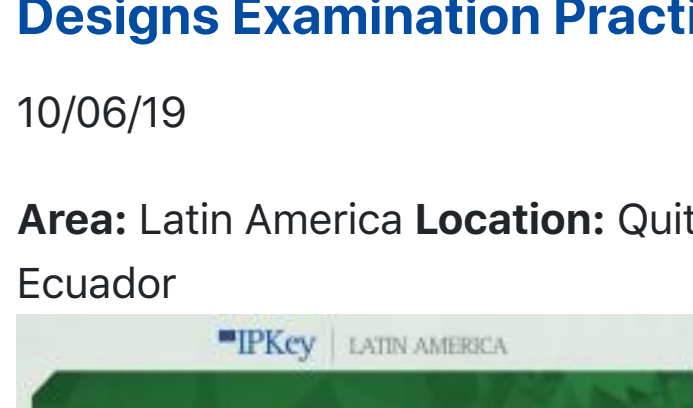 Designs Examination Practi
10/06/19
Area: Latin America Location: Quit
Ecuador
IPKey | LATIN AMERICA